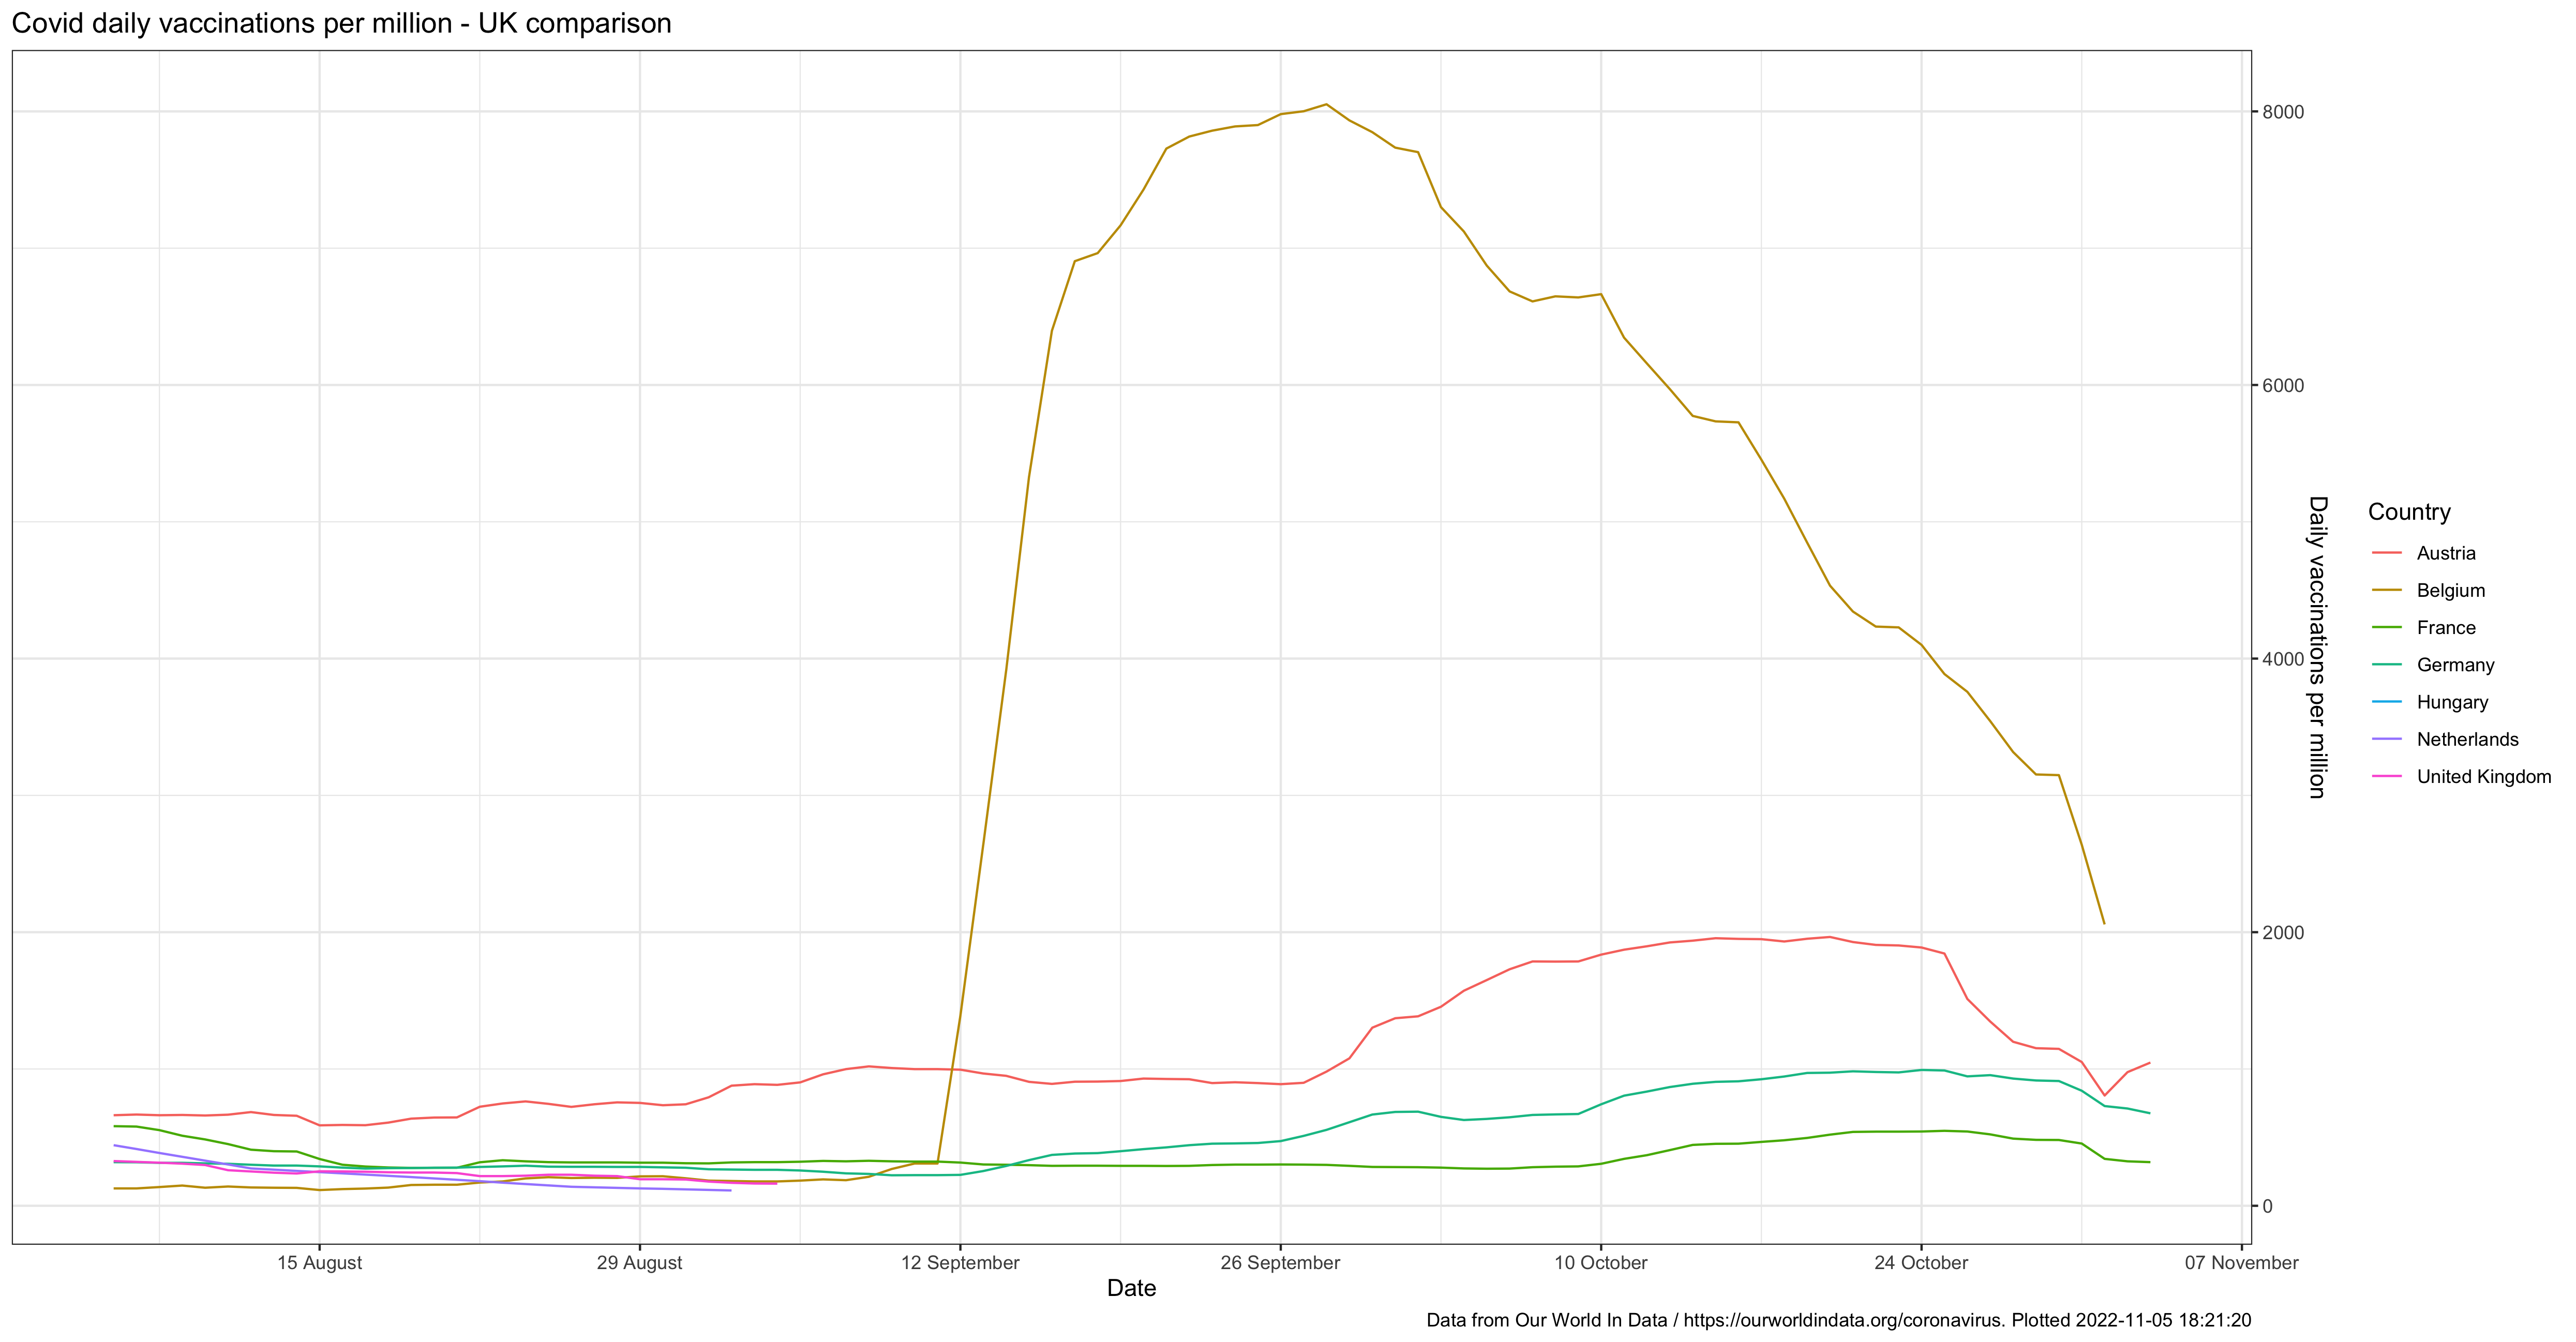 Covid daily vaccinations per million - UK comparison
8000
6000
4000
2000
0
Daily vaccinations per million
Country
Austria
Belgium
France
Germany
Hungary
Netherlands
United Kingdom
15 August 29 August 12 September 26 September 10 October 24 October 07 November
Date
Data from Our World In Data / https://ourworldindata.org/coronavirus. Plotted 2022-11-05 18:21:20